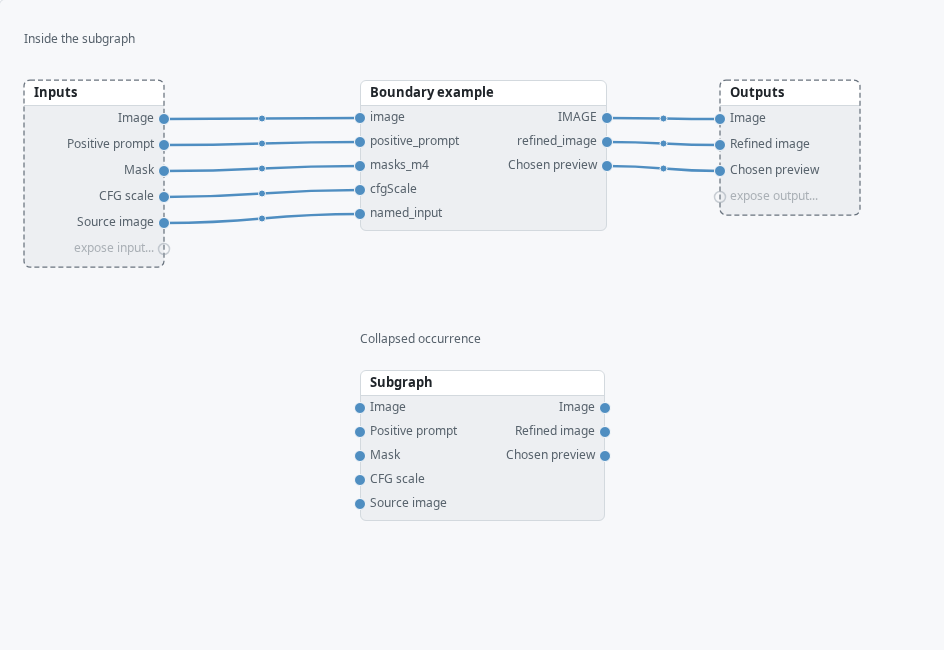 Inside the subgraph
Inputs
Image
Positive prompt
Mask
CFG scale
Source image
expose input...
Boundary example
image
positive_prompt
masks_m4
cfgScale
named_input
IMAGE
refined_image
Chosen preview
Outputs
Image
Refined image
Chosen preview
expose output...
Collapsed occurrence
Subgraph
Image
Positive prompt
Mask
CFG scale
Source image
Image
Refined image
Chosen preview